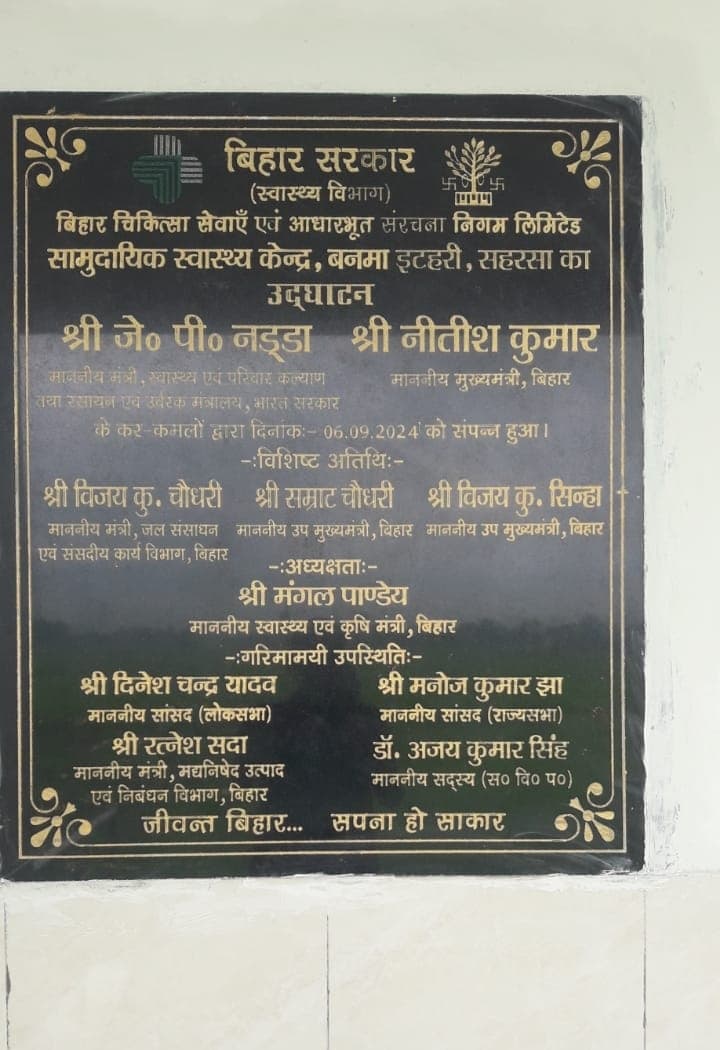 बिहार सरकार
(स्वास्थ्य विभाग)
बिहार चिकित्सा सेवाएँ एवं आधारभूत संरचना निगम लिमिटेड
सामुदायिक स्वास्थ्य केन्द्र, बनमा इटहरी, सहरसा का
उद्घाटन
श्री जे० पी० नड्डा श्री नीतीश कुमार
माननीय मंत्री, स्वास्थ्य एवं परिवार कल्याण माननीय मुख्यमंत्री, बिहार
तथा रसायन एवं उर्वरक मंत्रालय, भारत सरकार
के कर-कमलों द्वारा दिनांकः- 06.09.2024 को संपन्न हुआ।
-:विशिष्ट अतिथि:-
श्री विजय कु. चौधरी श्री सम्राट चौधरी श्री विजय कु. सिन्हा
माननीय मंत्री, जल संसाधन माननीय उप मुख्यमंत्री, बिहार माननीय उप मुख्यमंत्री, बिहार
एवं संसदीय कार्य विभाग, बिहार
-:अध्यक्षता:-
श्री मंगल पाण्डेय
माननीय स्वास्थ्य एवं कृषि मंत्री, बिहार
-:गरिमामयी उपस्थिति:-
श्री दिनेश चन्द्र यादव श्री मनोज कुमार झा
माननीय सांसद (लोकसभा) माननीय सांसद (राज्यसभा)
श्री रत्नेश सदा डॉ. अजय कुमार सिंह
माननीय मंत्री, मद्यनिषेद उत्पाद माननीय सद्स्य (स० वि० प०)
एवं निबंधन विभाग, बिहार
जीवन्त बिहार... सपना हो साकार